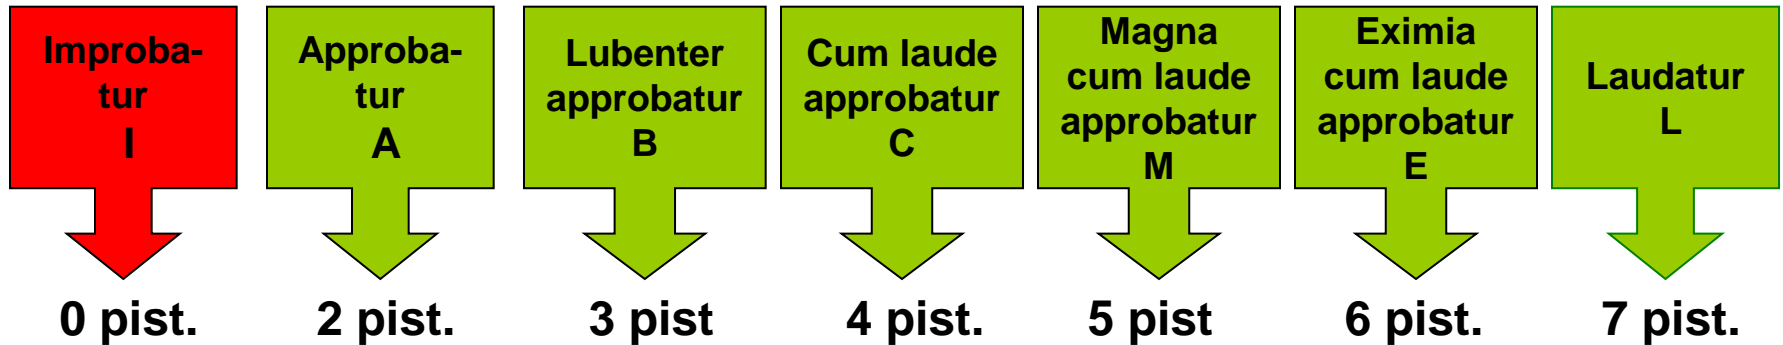 Improba-
tur
I
Approba-
tur
A
Lubenter
approbatur
B
Cum laude
approbatur
C
Magna
cum laude
approbatur
M
Eximia
cum laude
approbatur
E
Laudatur
L
0 pist.
2 pist.
3 pist
4 pist.
5 pist
6 pist.
7 pist.